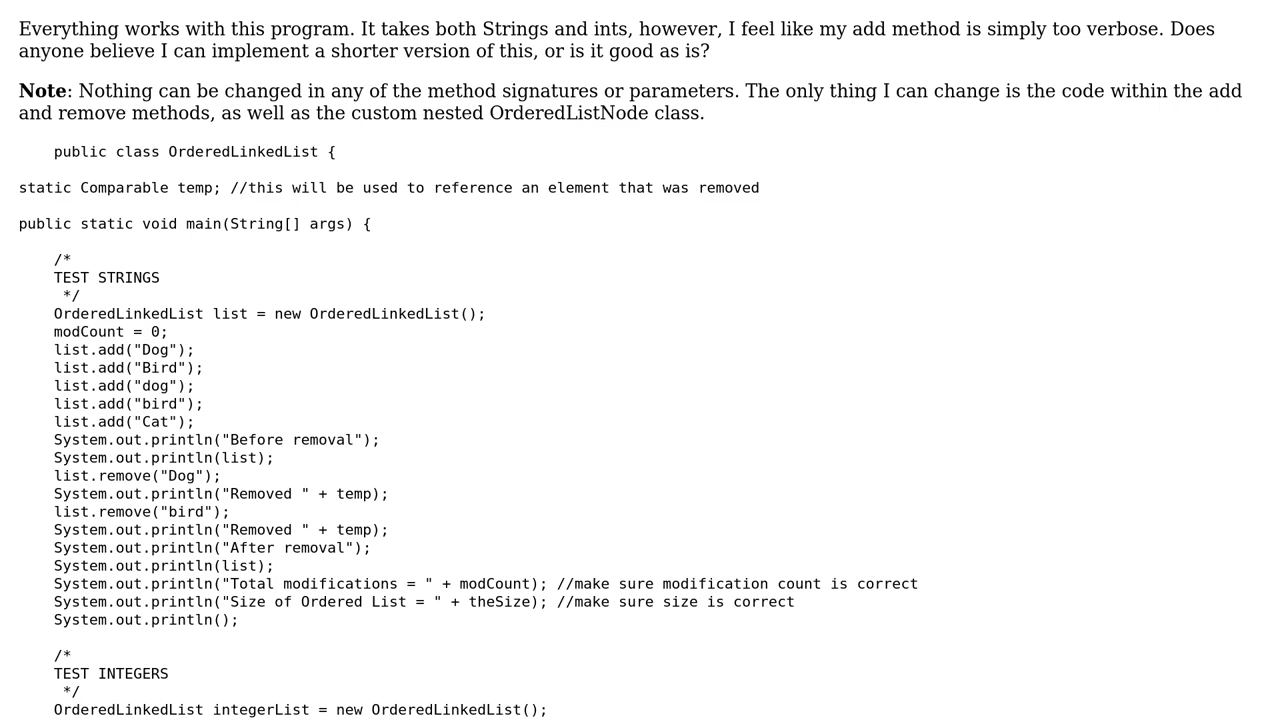 Everything works with this program. It takes both Strings and ints, however, I feel like my add method is simply too verbose. Does
anyone believe I can implement a shorter version of this, or is it good as is?
Note: Nothing can be changed in any of the method signatures or parameters. The only thing I can change is the code within the add
and remove methods, as well as the custom nested OrderedListNode class.
public class OrderedLinkedList {
static Comparable temp; //this will be used to reference an element that was removed
public static void main(String[] args) {
/*
TEST STRINGS
*/
OrderedLinkedList list = new OrderedLinkedList();
modCount = 0;
list.add("Dog");
list.add("Bird");
list.add("dog");
list.add("bird");
list.add("Cat");
System.out.println("Before removal");
System.out.println(list);
list.remove("Dog");
System.out.println("Removed " + temp);
list.remove("bird");
System.out.println("Removed " + temp);
System.out.println("After removal");
System.out.println(list);
System.out.println("Total modifications = " + modCount); //make sure modification count is correct
System.out.println("Size of Ordered List = " + theSize); //make sure size is correct
System.out.println();
/*
TEST INTEGERS
*/
OrderedLinkedList integerList = new OrderedLinkedList();